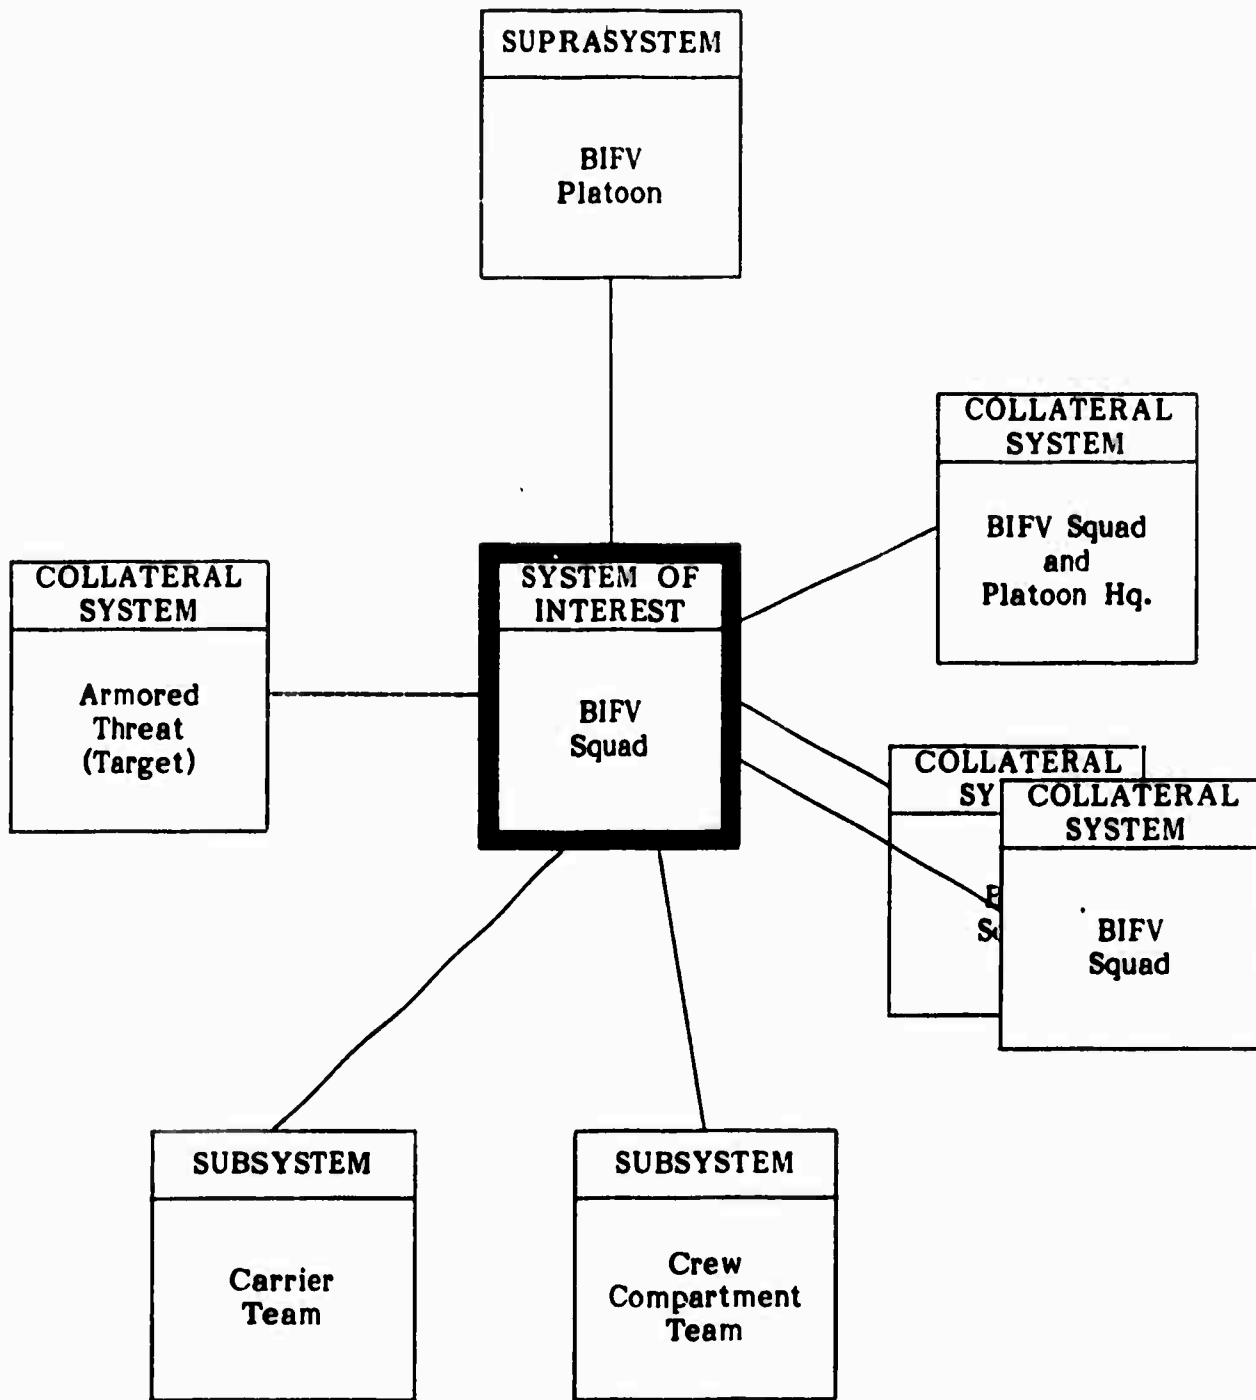 SUPRASYSTEM
BIFV
Platoon
COLLATERAL
SYSTEM
BIFV Squad
and
Platoon Hq.
COLLATERAL
SYSTEM
Armored
Threat
(Target)
SYSTEM OF
INTEREST
BIFV
Squad
COLLATERAL
COLLATERAL
SYSTEM
BIFV
Squad
SUBSYSTEM
Carrier
Team
SUBSYSTEM
Crew
Compartment
Team